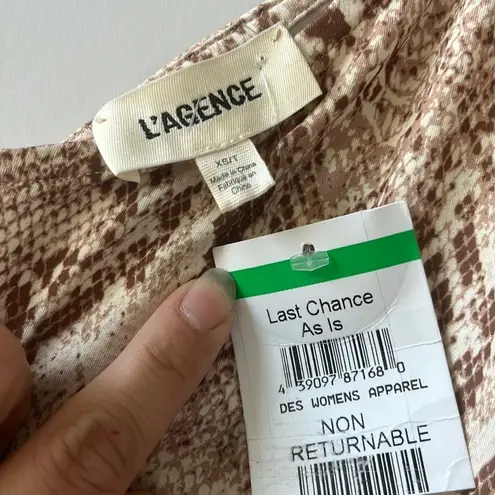 L'AGENCE
XS/T
Made in China
Fabriqué en
Chine
Last Chance
As Is
4 39097 87168 0
DES WOMENS APPAREL
NON
RETURNABLE